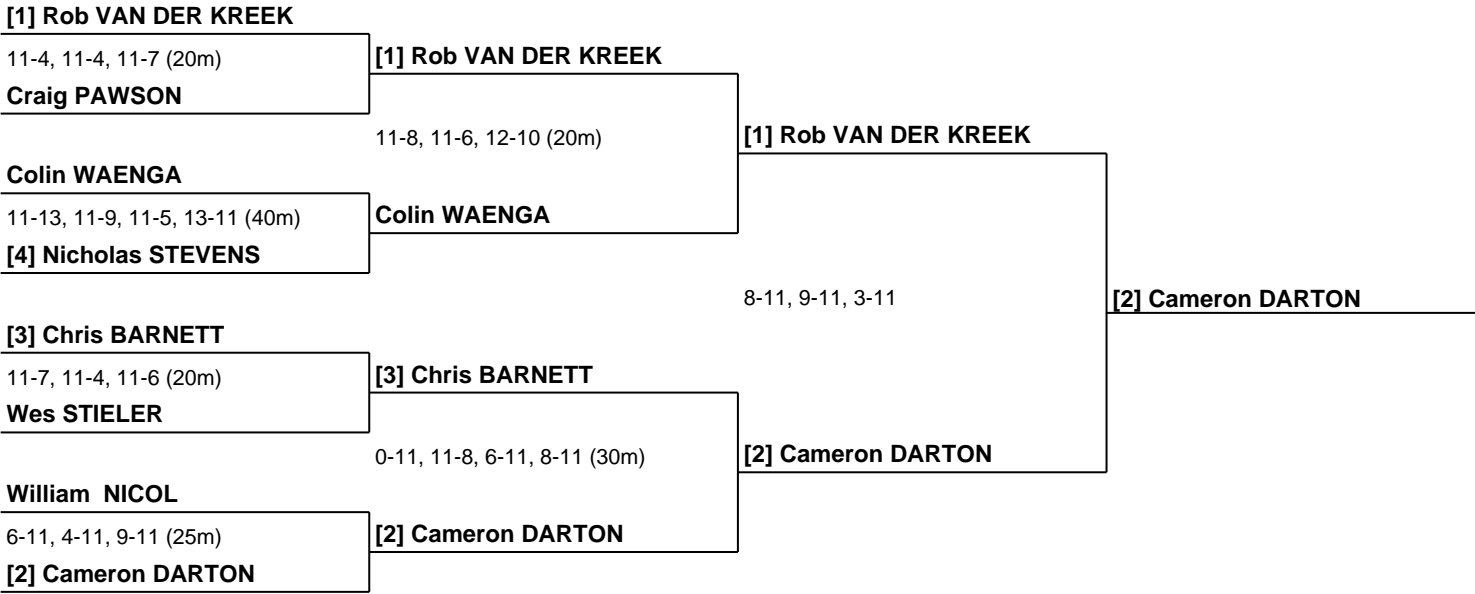 [1] Rob VAN DER KREEK
11-4, 11-4, 11-7 (20m)
Craig PAWSON
Colin WAENGA
11-13, 11-9, 11-5, 13-11 (40m)
[4] Nicholas STEVENS
[3] Chris BARNETT
11-7, 11-4, 11-6 (20m)
Wes STIELER
William NICOL
6-11, 4-11, 9-11 (25m)
[2] Cameron DARTON
[1] Rob VAN DER KREEK
11-8, 11-6, 12-10 (20m)
Colin WAENGA
[3] Chris BARNETT
0-11, 11-8, 6-11, 8-11 (30m)
[2] Cameron DARTON
[1] Rob VAN DER KREEK
8-11, 9-11, 3-11
[2] Cameron DARTON
[2] Cameron DARTON